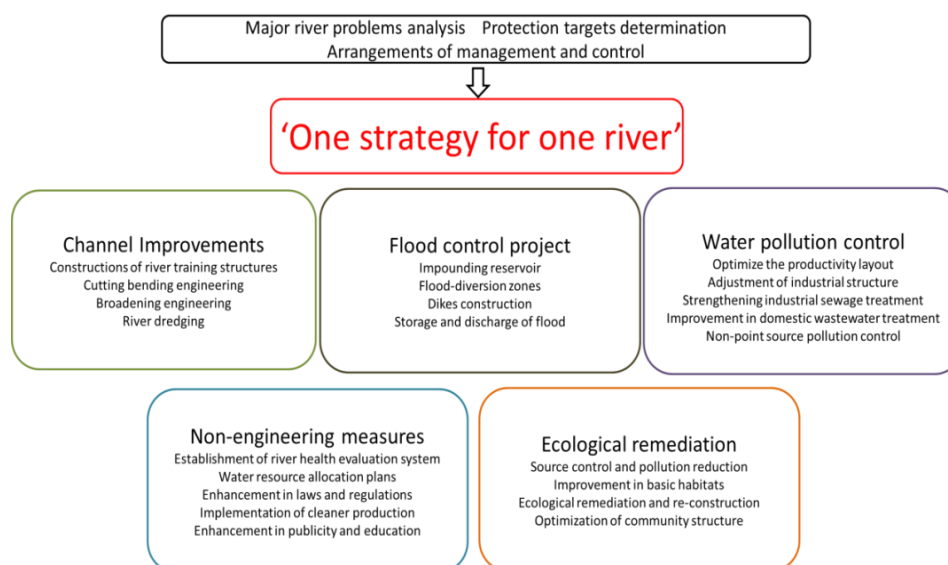 Major river problems analysis Protection targets determination
Arrangements of management and control
‘One strategy for one river’
Channel Improvements
Constructions of river training structures
Cutting bending engineering
Broadening engineering
River dredging
Flood control project
Impounding reservoir
Flood-diversion zones
Dikes construction
Storage and discharge of flood
Water pollution control
Optimize the productivity layout
Adjustment of industrial structure
Strengthening industrial sewage treatment
Improvement in domestic wastewater treatment
Non-point source pollution control
Non-engineering measures
Establishment of river health evaluation system
Water resource allocation plans
Enhancement in laws and regulations
Implementation of cleaner production
Enhancement in publicity and education
Ecological remediation
Source control and pollution reduction
Improvement in basic habitats
Ecological remediation and re-construction
Optimization of community structure